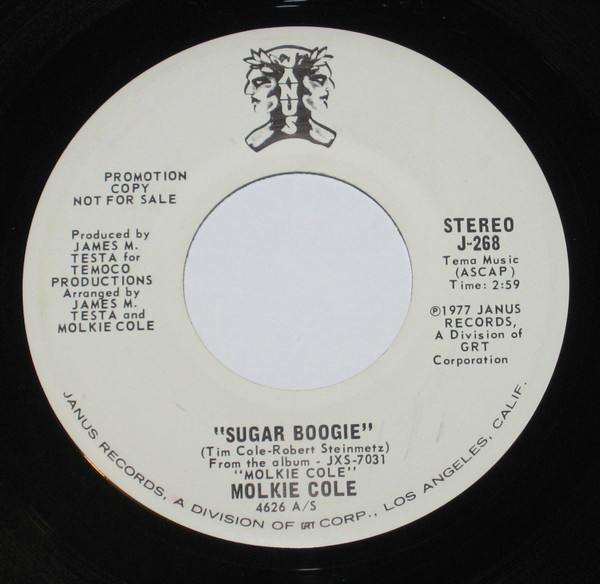 JANUS
PROMOTION
COPY
NOT FOR SALE
Produced by
JAMES M.
TESTA for
TEMOCO
PRODUCTIONS
Arranged by
JAMES M.
TESTA and
MOLKIE COLE
STEREO
J-268
Tema Music
(ASCAP)
Time: 2:59
℗1977 JANUS
RECORDS,
A Division of
GRT
Corporation
"SUGAR BOOGIE"
(Tim Cole-Robert Steinmetz)
From the album - JXS-7031
"MOLKIE COLE"
MOLKIE COLE
4626 A/S
JANUS RECORDS, A DIVISION OF GRT CORP., LOS ANGELES, CALIF.